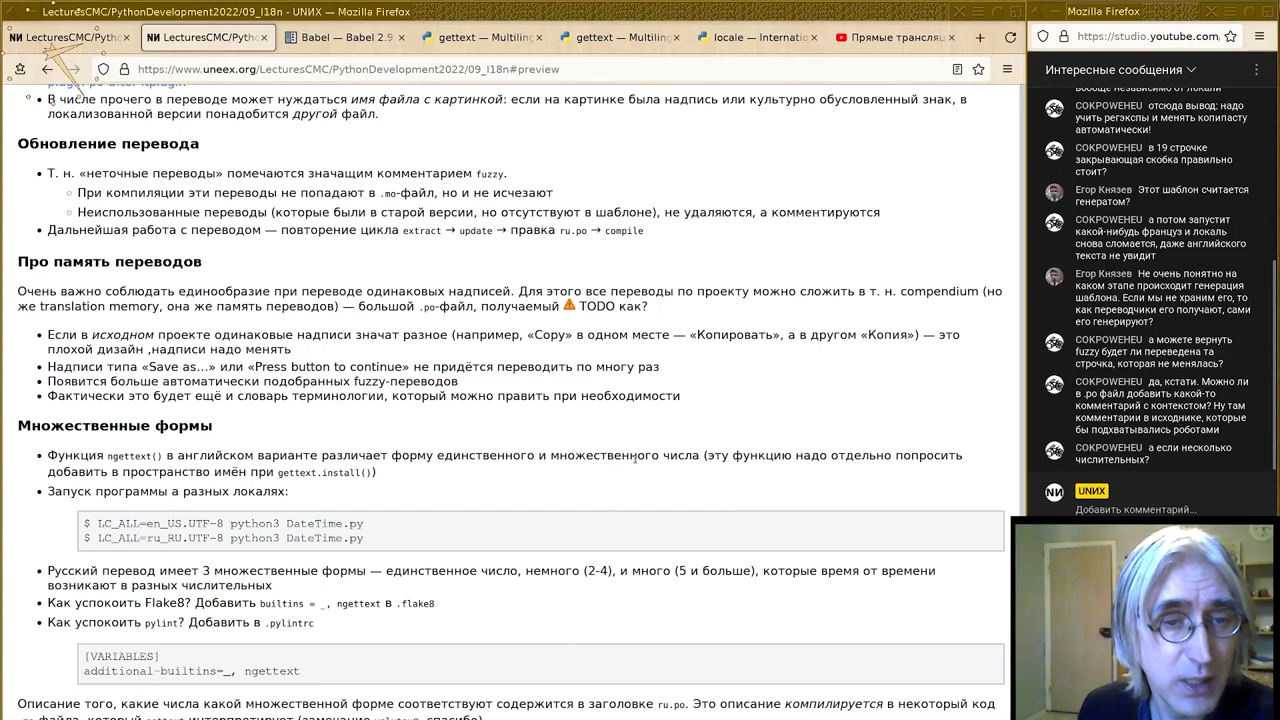 LecturesCMC/PythonDevelopment2022/09_I18n - UNИX — Mozilla Firefox
Mozilla Firefox
LecturesCMC/Pytho
LecturesCMC/Pytho
Babel — Babel 2.9
gettext — Multiling
gettext — Multiling
locale — Internatio
Прямые трансляц
https://www.uneex.org/LecturesCMC/PythonDevelopment2022/09_I18n#preview
https://studio.youtube.com
В числе прочего в переводе может нуждаться имя файла с картинкой: если на картинке была надпись или культурно обусловленный знак, в
локализованной версии понадобится другой файл.
Обновление перевода
Т. н. «неточные переводы» помечаются значащим комментарием fuzzy.
При компиляции эти переводы не попадают в .mo-файл, но и не исчезают
Неиспользованные переводы (которые были в старой версии, но отсутствуют в шаблоне), не удаляются, а комментируются
Дальнейшая работа с переводом — повторение цикла extract → update → правка ru.po → compile
Про память переводов
Очень важно соблюдать единообразие при переводе одинаковых надписей. Для этого все переводы по проекту можно сложить в т. н. compendium (но
же translation memory, она же память переводов) — большой .po-файл, получаемый TODO как?
Если в исходном проекте одинаковые надписи значат разное (например, «Copy» в одном месте — «Копировать», а в другом «Копия») — это
плохой дизайн ,надписи надо менять
Надписи типа «Save as…» или «Press button to continue» не придётся переводить по многу раз
Появится больше автоматически подобранных fuzzy-переводов
Фактически это будет ещё и словарь терминологии, который можно править при необходимости
Множественные формы
Функция ngettext() в английском варианте различает форму единственного и множественного числа (эту функцию надо отдельно попросить
добавить в пространство имён при gettext.install())
Запуск программы а разных локалях:
$ LC_ALL=en_US.UTF-8 python3 DateTime.py
$ LC_ALL=ru_RU.UTF-8 python3 DateTime.py
Русский перевод имеет 3 множественные формы — единственное число, немного (2-4), и много (5 и больше), которые время от времени
возникают в разных числительных
Как успокоить Flake8? Добавить builtins = _, ngettext в .flake8
Как успокоить pylint? Добавить в .pylintrc
[VARIABLES]
additional-builtins=_, ngettext
Описание того, какие числа какой множественной форме соответствуют содержится в заголовке ru.po. Это описание компилируется в некоторый код
Интересные сообщения
вообще независимо от локали
COKPOWEHEU отсюда вывод: надо
учить регэкспы и менять копипасту
автоматически!
COKPOWEHEU в 19 строчке
закрывающая скобка правильно
стоит?
Егор Князев Этот шаблон считается
генератом?
COKPOWEHEU а потом запустит
какой-нибудь француз и локаль
снова сломается, даже английского
текста не увидит
Егор Князев Не очень понятно на
каком этапе происходит генерация
шаблона. Если мы не храним его, то
как переводчики его получают, сами
его генерируют?
COKPOWEHEU а можете вернуть
fuzzy будет ли переведена та
строчка, которая не менялась?
COKPOWEHEU да, кстати. Можно ли
в .po файл добавить какой-то
комментарий с контекстом? Ну там
комментарии в исходнике, которые
бы подхватывались роботами
COKPOWEHEU а если несколько
числительных?
UNИX
Добавить комментарий...